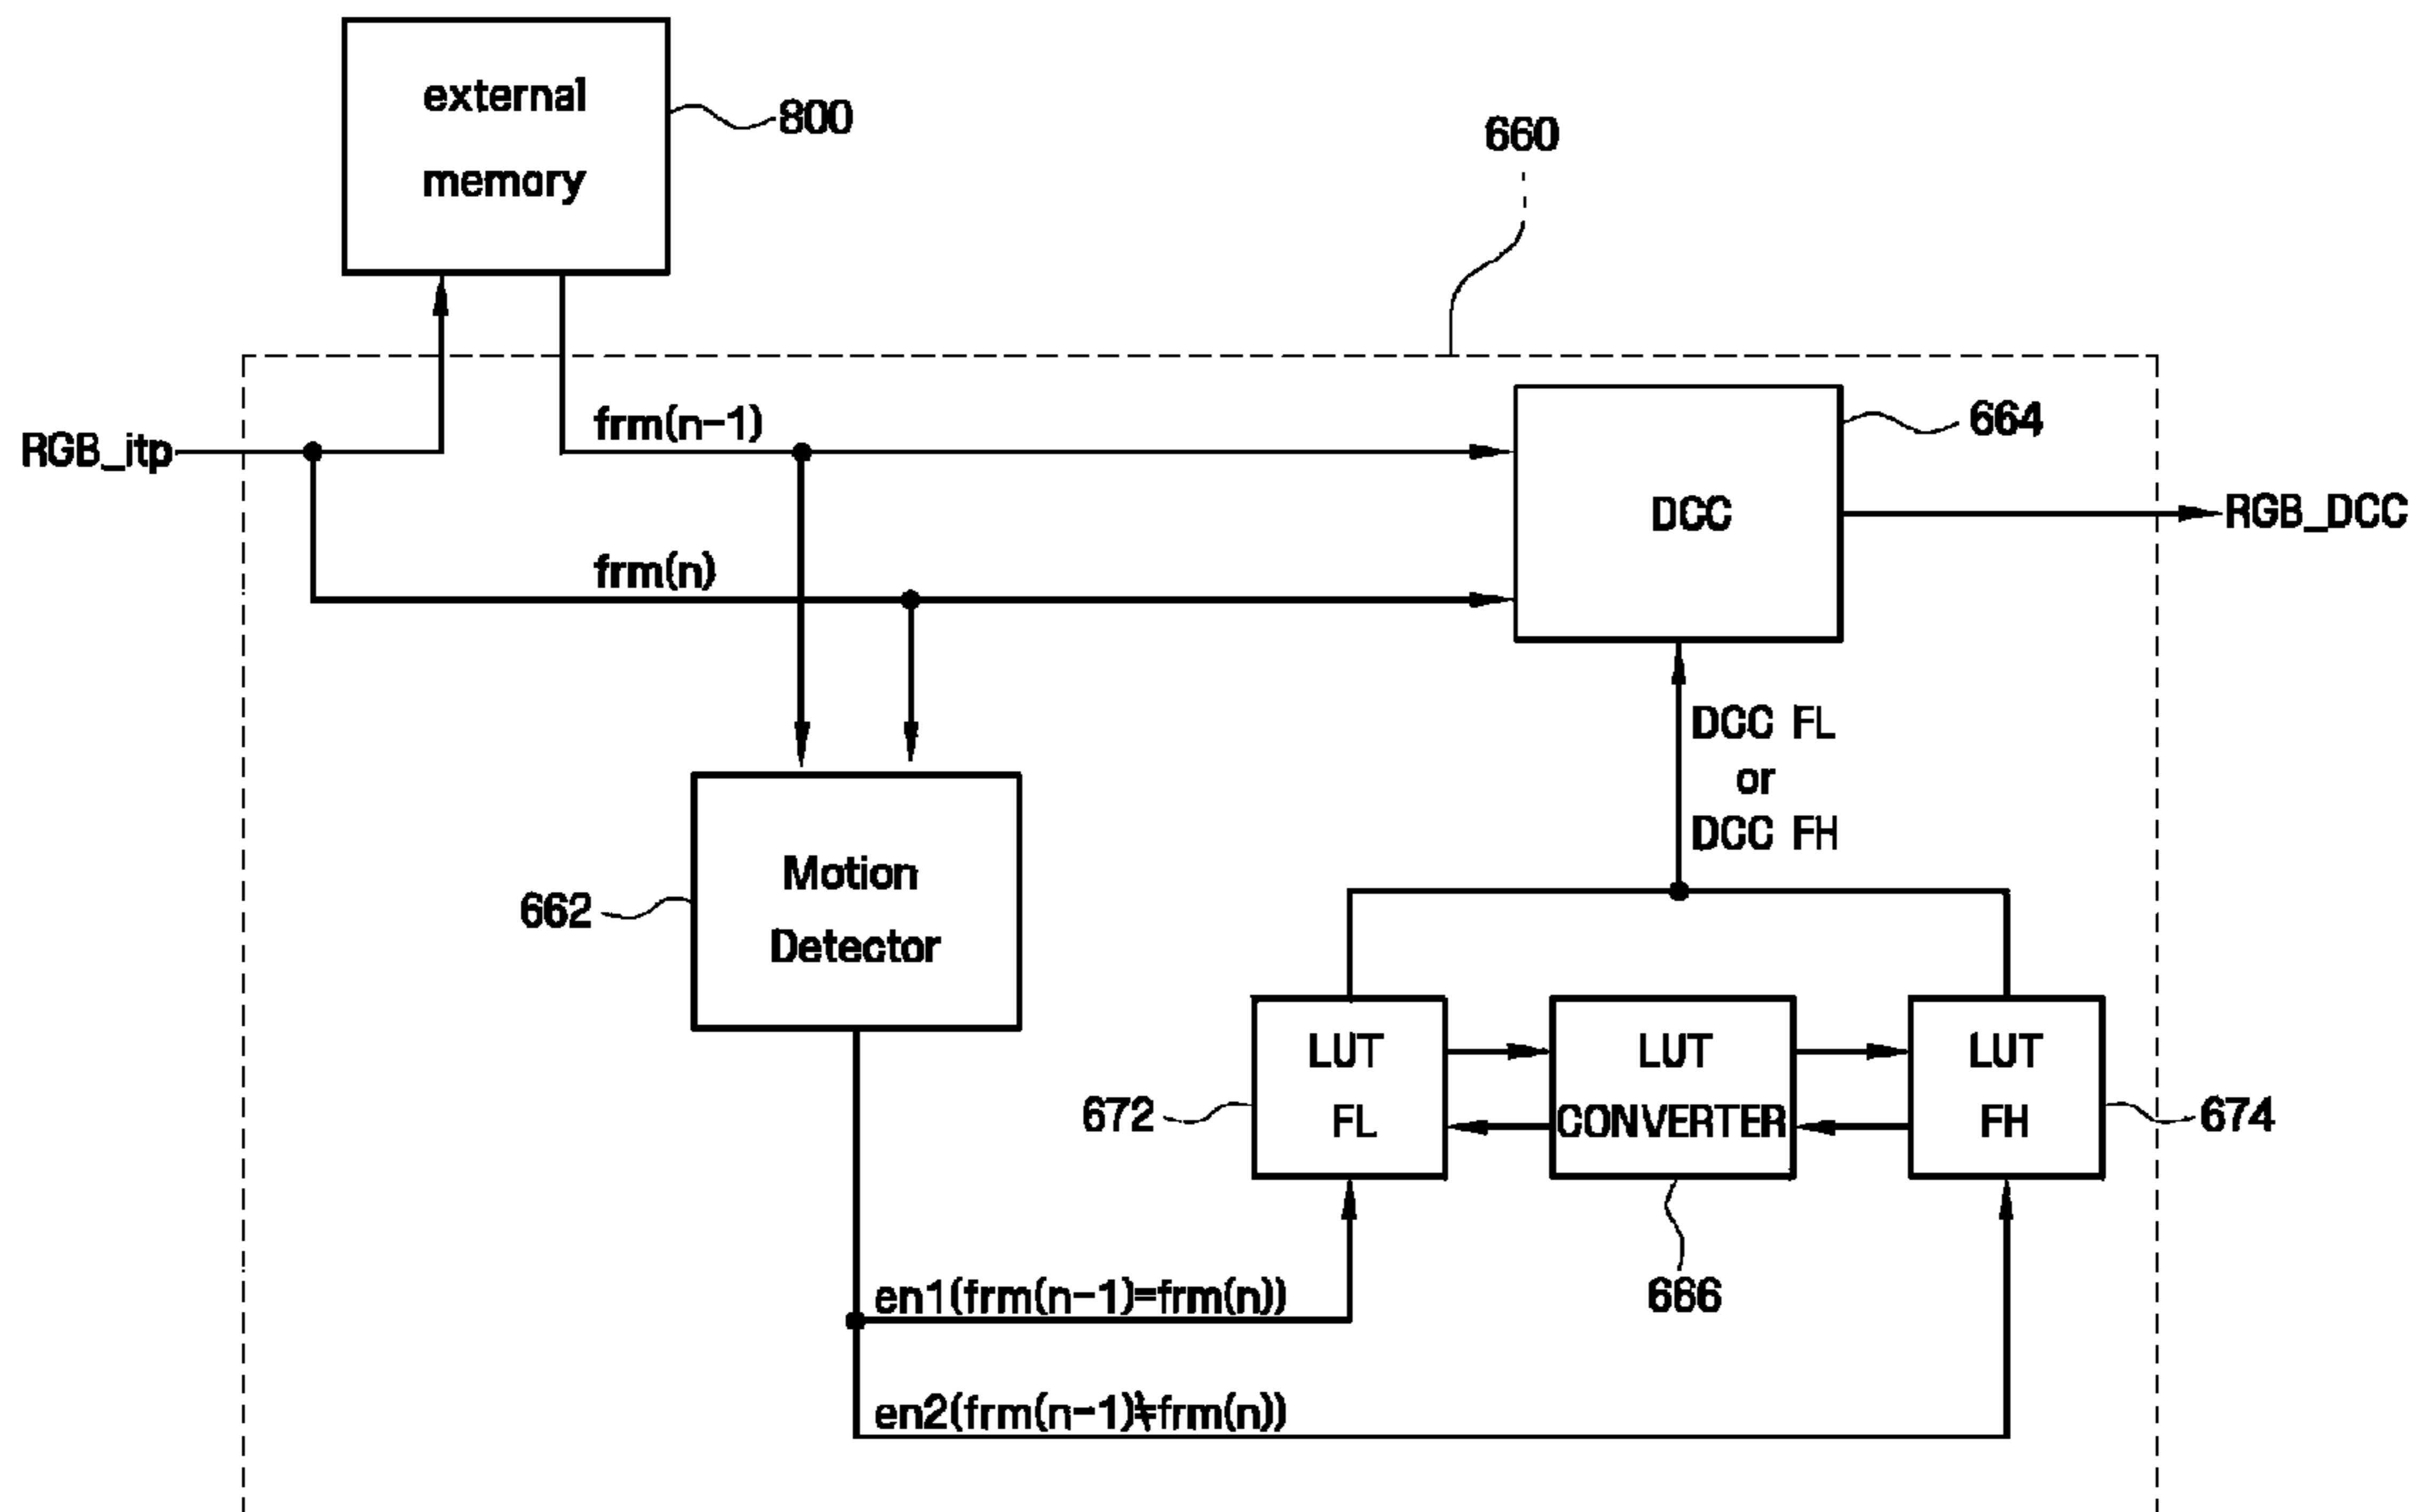 external
memory
800
660
frm(n-1)
664
RGB_itp
DCC
RGB_DCC
frm(n)
DCC FL
or
DCC FH
Motion
Detector
662
LUT
FL
LUT
CONVERTER
LUT
FH
672
674
666
en1(frm(n-1)=frm(n))
en2(frm(n-1)≠frm(n))